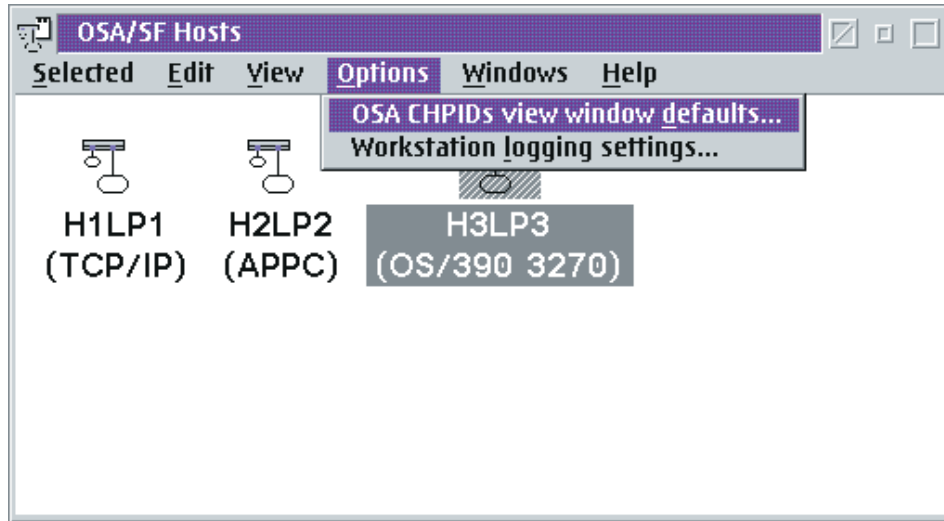 OSA/SF Hosts
Selected Edit View Options Windows Help
OSA CHPIDs view window defaults...
Workstation logging settings...
H1LP1 H2LP2 H3LP3
(TCP/IP) (APPC) (OS/390 3270)